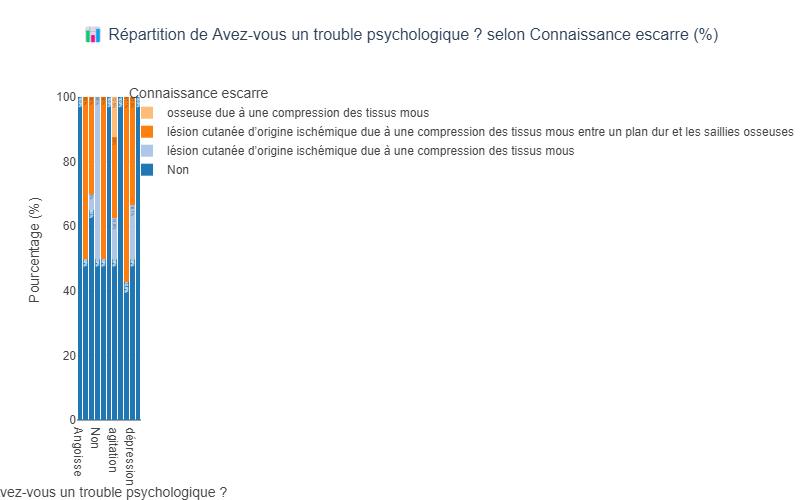 Répartition de Avez-vous un trouble psychologique ? selon Connaissance escarre (%)
Connaissance escarre
osseuse due à une compression des tissus mous
lésion cutanée d'origine ischémique due à une compression des tissus mous entre un plan dur et les saillies osseuses
lésion cutanée d'origine ischémique due à une compression des tissus mous
Non
Pourcentage (%)
100
80
60
40
20
0
Angoisse
Non
agitation
dépression
vez-vous un trouble psychologique ?